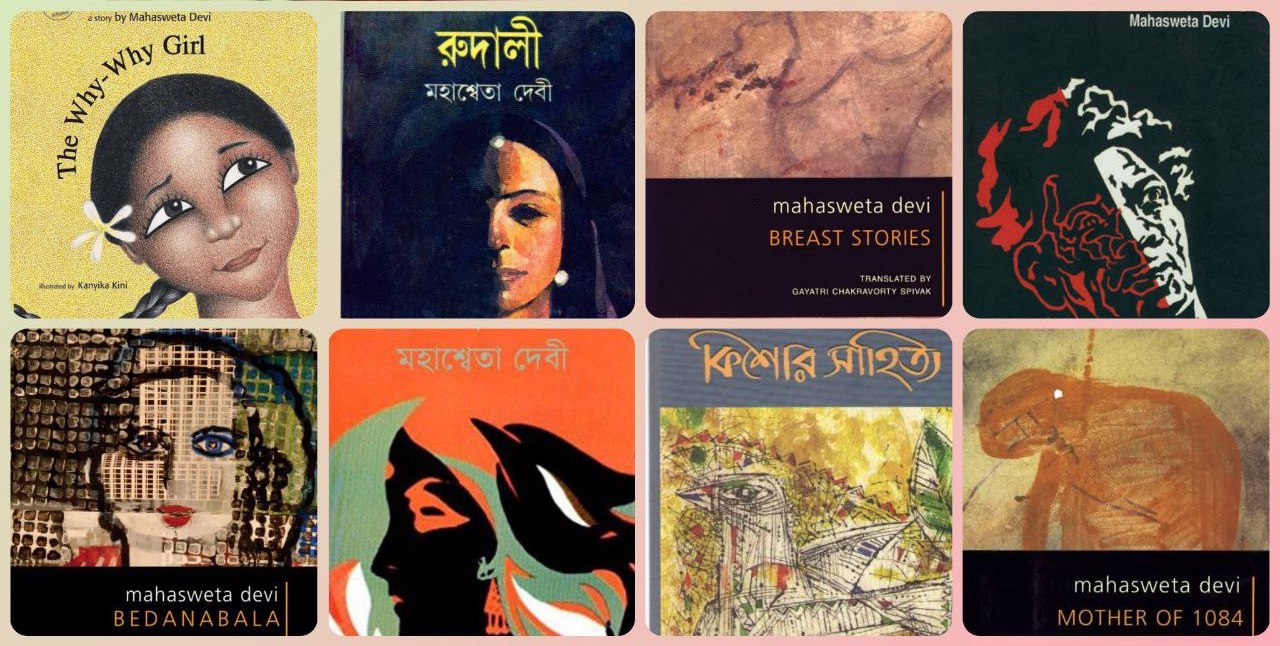 a story by Mahasweta Devi
The Why-Why Girl
illustrated by Kanyika Kini
রুদালী
মহাশ্বেতা দেবী
mahasweta devi
BREAST STORIES
TRANSLATED BY
GAYATRI CHAKRAVORTY SPIVAK
Mahasweta Devi
mahasweta devi
BEDANABALA
মহাশ্বেতা দেবী
কিশোর সাহিত্য
mahasweta devi
MOTHER OF 1084